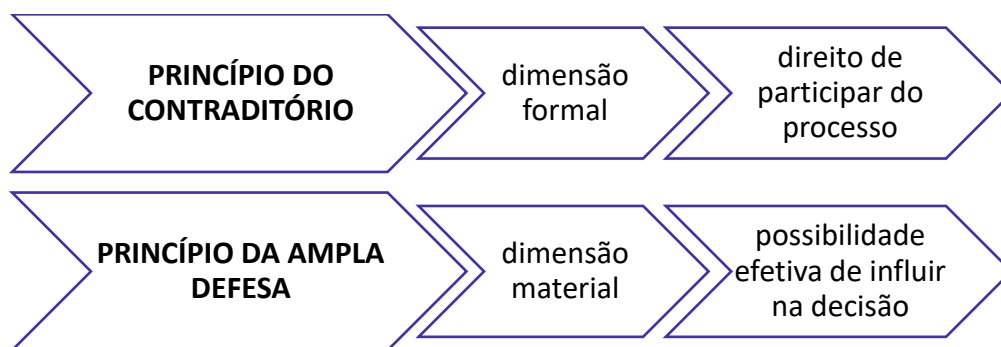 PRINCÍPIO DO
CONTRADITÓRIO
dimensão
formal
direito de
participar do
processo
PRINCÍPIO DA AMPLA
DEFESA
dimensão
material
possibilidade
efetiva de influir
na decisão